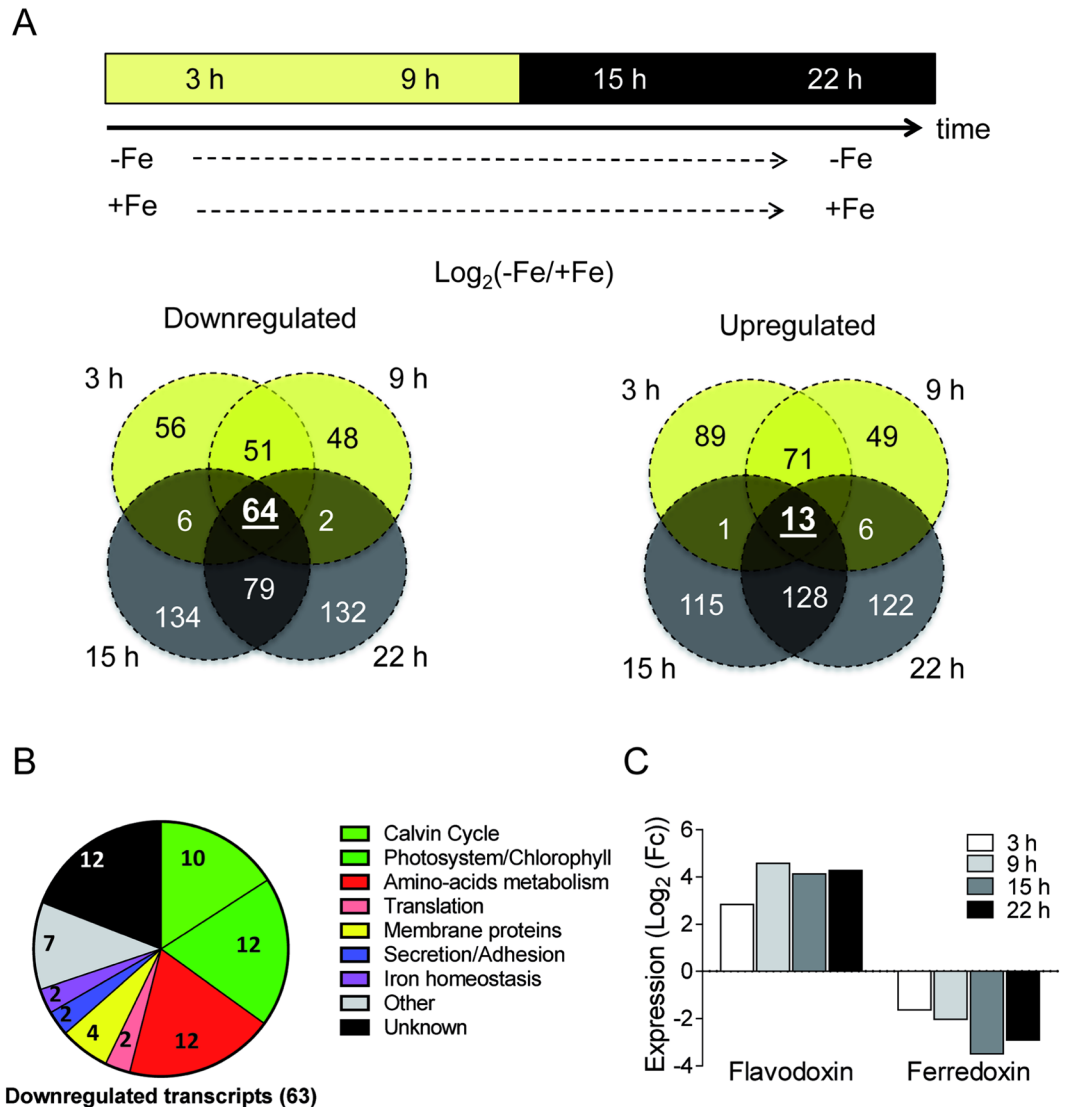 A
3 h 9 h 15 h 22 h
time
-Fe -Fe
+Fe +Fe
Log2(-Fe/+Fe)
Downregulated
3 h 9 h
56 51 48
6 64 2
134 79 132
15 h 22 h
Upregulated
3 h 9 h
89 71 49
1 13 6
115 128 122
15 h 22 h
B
12 10
7 12
2
2
4 2 12
Calvin Cycle
Photosystem/Chlorophyll
Amino-acids metabolism
Translation
Membrane proteins
Secretion/Adhesion
Iron homeostasis
Other
Unknown
Downregulated transcripts (63)
C
Expression (Log2 (Fc))
6
4
2
0
-2
-4
3 h
9 h
15 h
22 h
Flavodoxin Ferredoxin